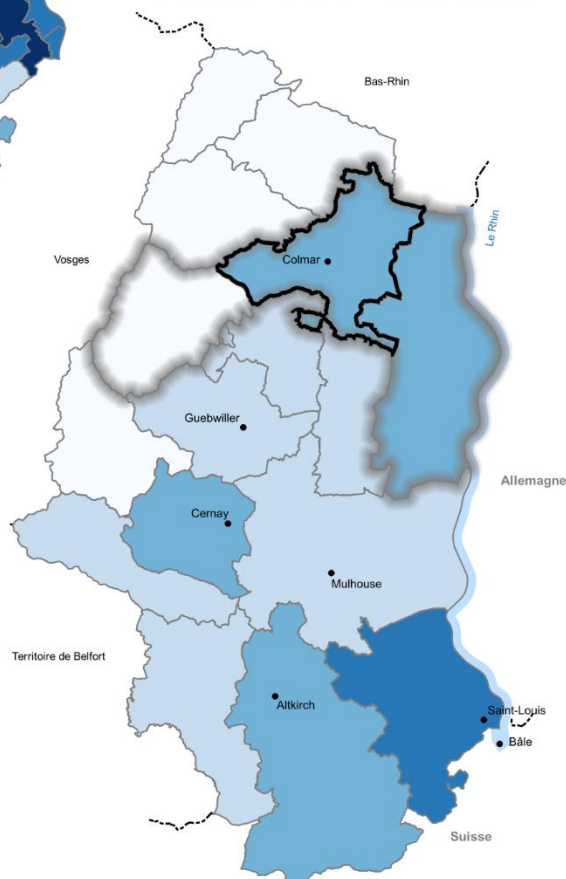 Bas-Rhin
Le Rhin
Vosges
Colmar
Guebwiller
Allemagne
Cernay
Mulhouse
Territoire de Belfort
Altkirch
Saint-Louis
Bâle
Suisse